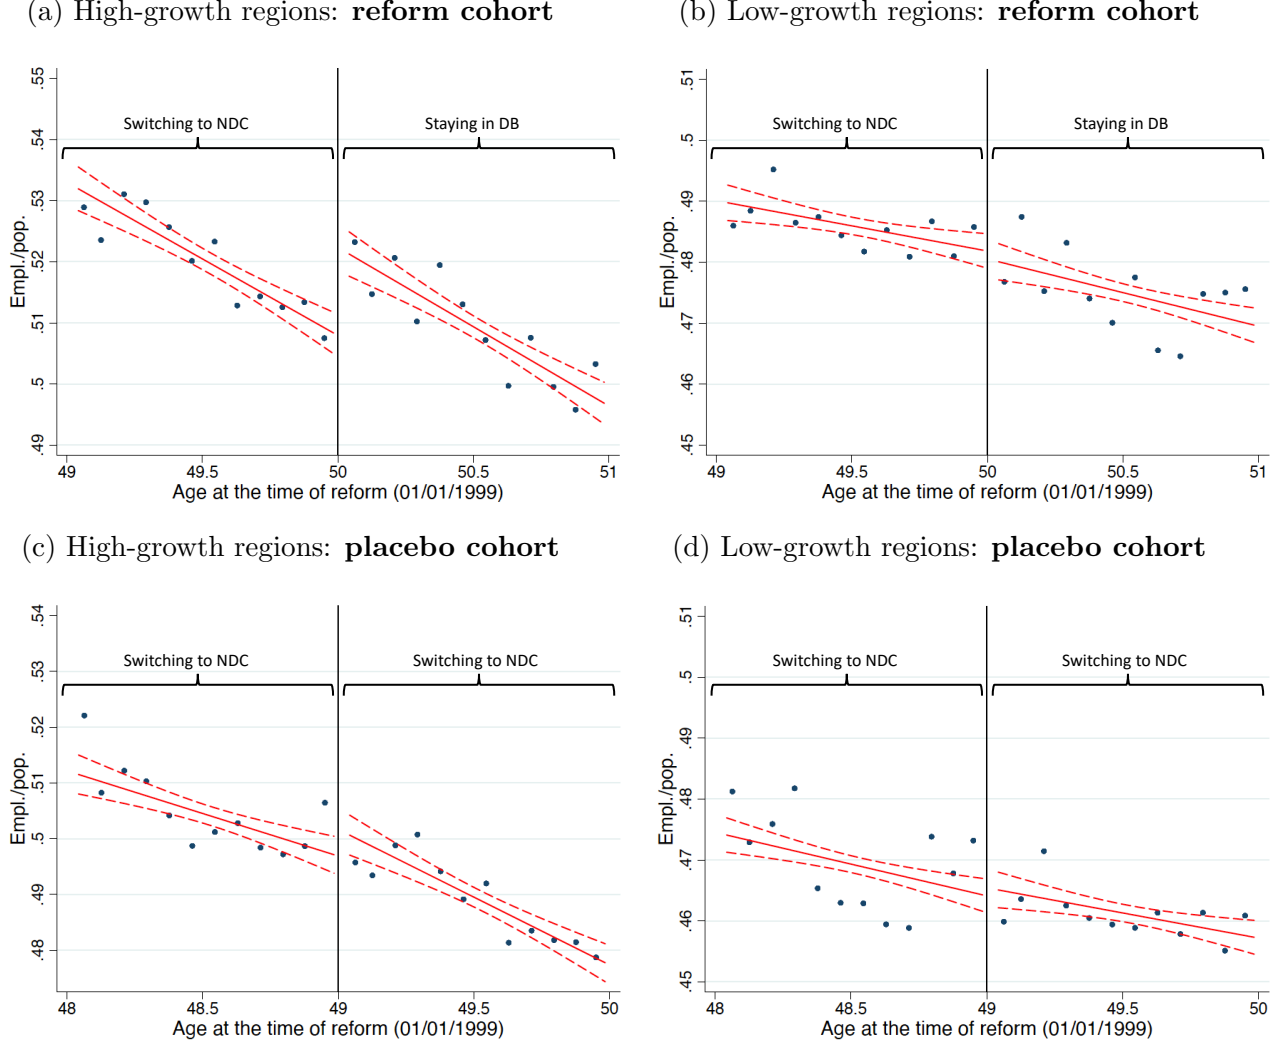 (a) High-growth regions: reform cohort
.55
.54
.53
.52
.51
.5
.49
Empl./pop.
Switching to NDC
Staying in DB
49
49.5
50
50.5
51
Age at the time of reform (01/01/1999)
(b) Low-growth regions: reform cohort
.51
.5
.49
.48
.47
.46
.45
Empl./pop.
Switching to NDC
Staying in DB
49
49.5
50
50.5
51
Age at the time of reform (01/01/1999)
(c) High-growth regions: placebo cohort
.54
.53
.52
.51
.5
.49
.48
Empl./pop.
Switching to NDC
Switching to NDC
48
48.5
49
49.5
50
Age at the time of reform (01/01/1999)
(d) Low-growth regions: placebo cohort
.51
.5
.49
.48
.47
.46
.45
Empl./pop.
Switching to NDC
Switching to NDC
48
48.5
49
49.5
50
Age at the time of reform (01/01/1999)